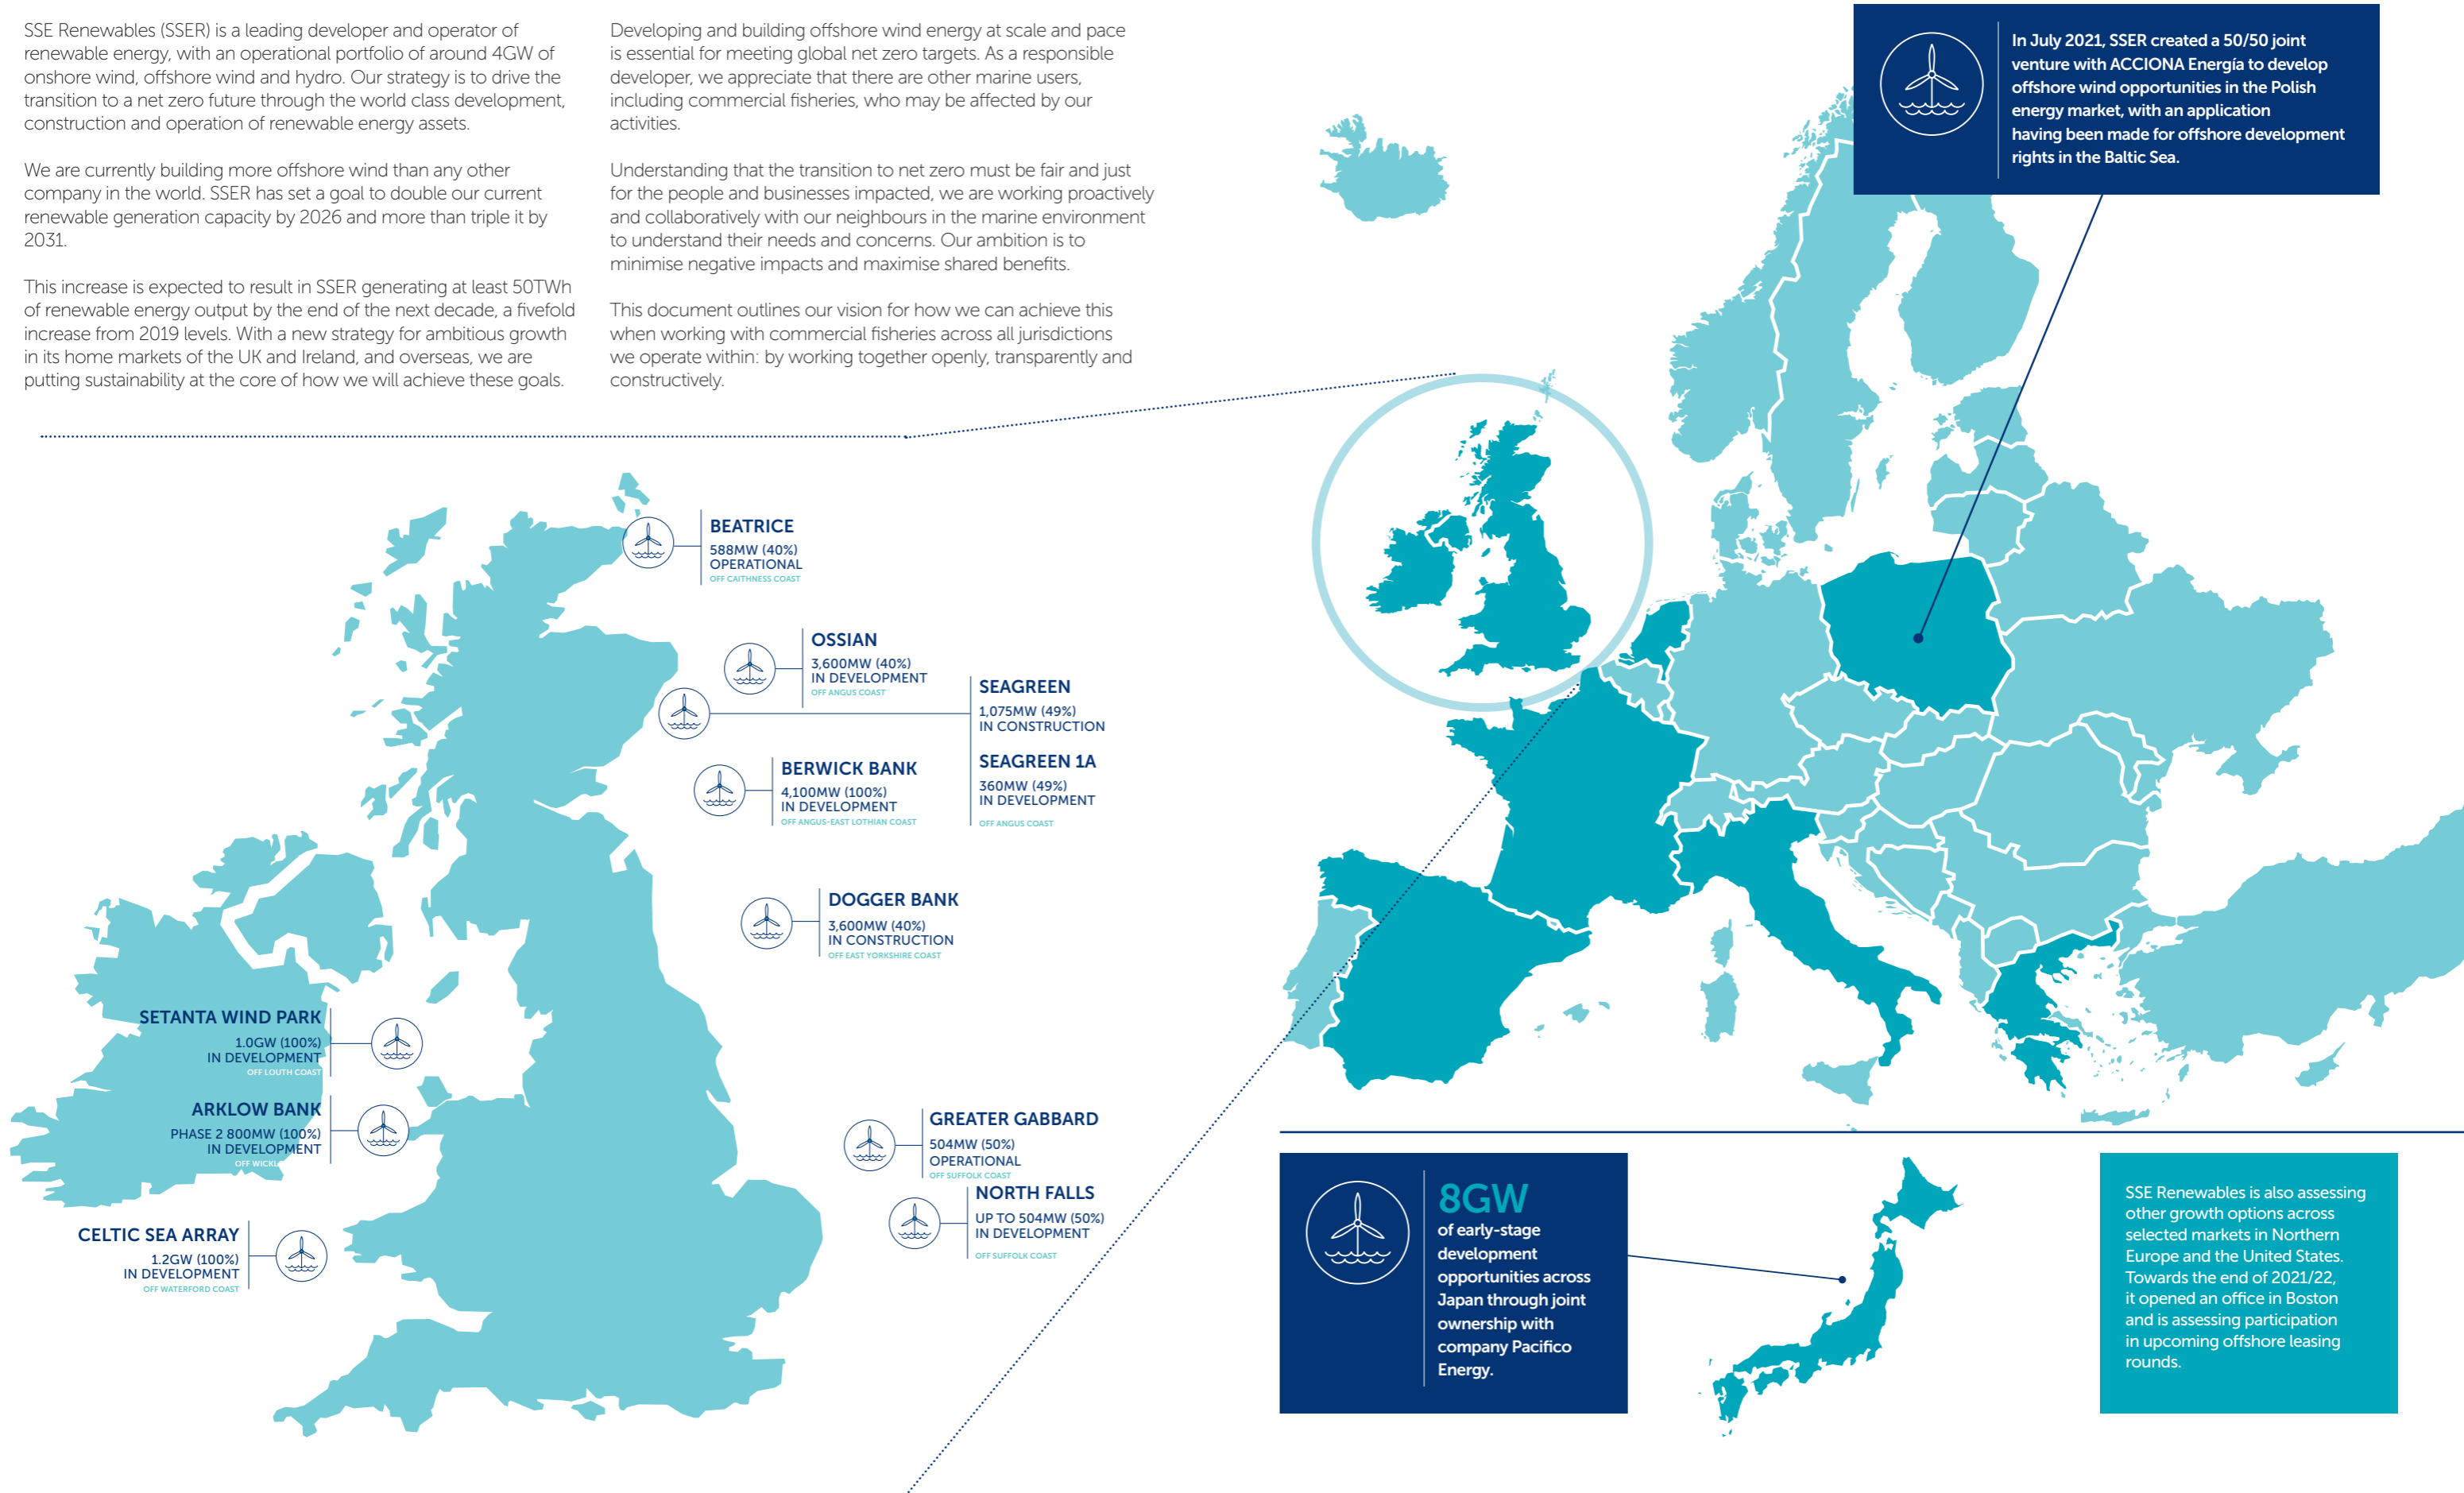 SSE Renewables (SSER) is a leading developer and operator of
renewable energy, with an operational portfolio of around 4GW of
onshore wind, offshore wind and hydro. Our strategy is to drive the
transition to a net zero future through the world class development,
construction and operation of renewable energy assets.
We are currently building more offshore wind than any other
company in the world. SSER has set a goal to double our current
renewable generation capacity by 2026 and more than triple it by
2031.
This increase is expected to result in SSER generating at least 50TWh
of renewable energy output by the end of the next decade, a fivefold
increase from 2019 levels. With a new strategy for ambitious growth
in its home markets of the UK and Ireland, and overseas, we are
putting sustainability at the core of how we will achieve these goals.
Developing and building offshore wind energy at scale and pace
is essential for meeting global net zero targets. As a responsible
developer, we appreciate that there are other marine users,
including commercial fisheries, who may be affected by our
activities.
Understanding that the transition to net zero must be fair and just
for the people and businesses impacted, we are working proactively
and collaboratively with our neighbours in the marine environment
to understand their needs and concerns. Our ambition is to
minimise negative impacts and maximise shared benefits.
This document outlines our vision for how we can achieve this
when working with commercial fisheries across all jurisdictions
we operate within: by working together openly, transparently and
constructively.
In July 2021, SSER created a 50/50 joint
venture with ACCIONA Energía to develop
offshore wind opportunities in the Polish
energy market, with an application
having been made for offshore development
rights in the Baltic Sea.
BEATRICE
588MW (40%)
OPERATIONAL
OFF CAITHNESS COAST
OSSIAN
3,600MW (40%)
IN DEVELOPMENT
OFF ANGUS COAST
SEAGREEN
1,075MW (49%)
IN CONSTRUCTION
SEAGREEN 1A
360MW (49%)
IN DEVELOPMENT
OFF ANGUS COAST
BERWICK BANK
4,100MW (100%)
IN DEVELOPMENT
OFF ANGUS-EAST LOTHIAN COAST
DOGGER BANK
3,600MW (40%)
IN CONSTRUCTION
OFF EAST YORKSHIRE COAST
SETANTA WIND PARK
1.0GW (100%)
IN DEVELOPMENT
OFF LOUTH COAST
ARKLOW BANK
PHASE 2 800MW (100%)
IN DEVELOPMENT
OFF
GREATER GABBARD
504MW (50%)
OPERATIONAL
OFF SUFFOLK COAST
NORTH FALLS
UP TO 504MW (50%)
IN DEVELOPMENT
OFF SUFFOLK COAST
CELTIC SEA ARRAY
1.2GW (100%)
IN DEVELOPMENT
OFF WATERFORD COAST
8GW
of early-stage
development
opportunities across
Japan through joint
ownership with
company Pacifico
Energy.
SSE Renewables is also assessing
other growth options across
selected markets in Northern
Europe and the United States.
Towards the end of 2021/22,
it opened an office in Boston
and is assessing participation
in upcoming offshore leasing
rounds.